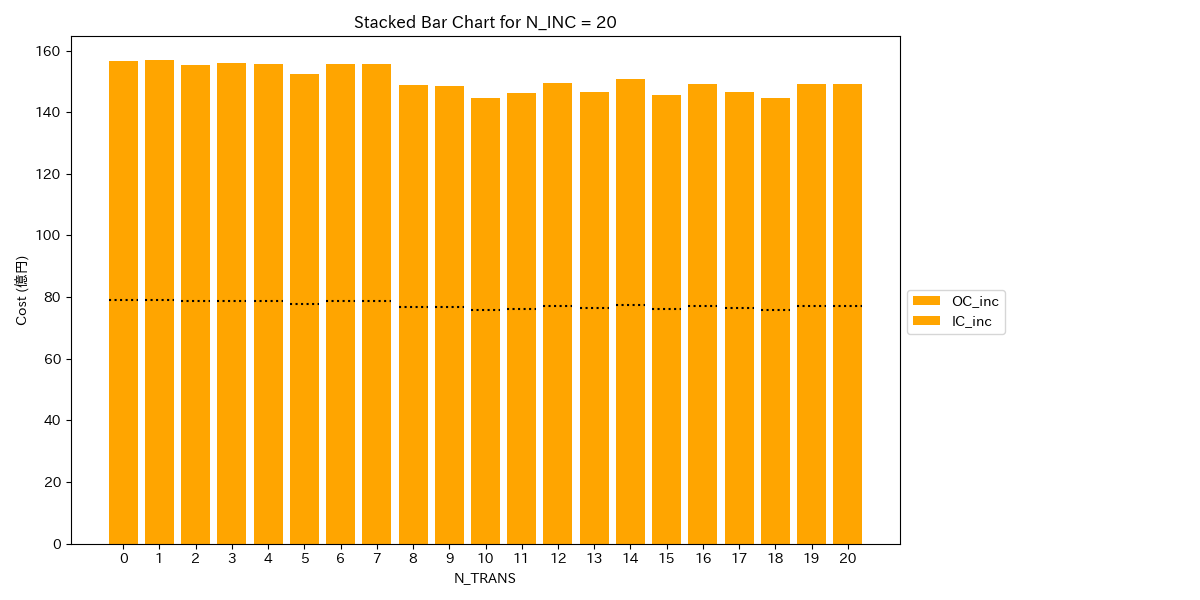 Stacked Bar Chart for N_INC = 20
Cost (億円)
160
140
120
100
80
60
40
20
0
0 1 2 3 4 5 6 7 8 9 10 11 12 13 14 15 16 17 18 19 20
N_TRANS
OC_inc
IC_inc